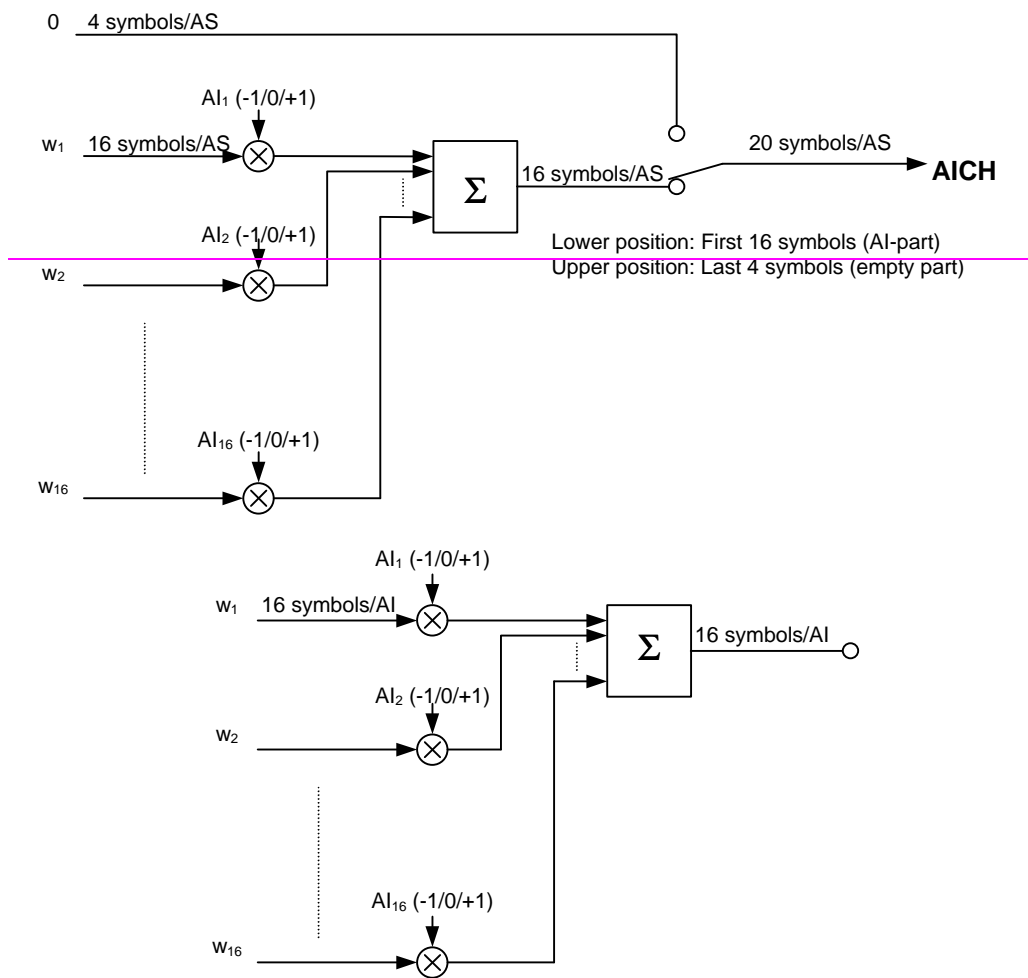 0 4 symbols/AS
AI₁ (-1/0/+1)
w₁ 16 symbols/AS
20 symbols/AS
Σ 16 symbols/AS
AICH
AI₂ (-1/0/+1)
Lower position: First 16 symbols (AI-part)
w₂
Upper position: Last 4 symbols (empty part)
AI₁₆ (-1/0/+1)
w₁₆
AI₁ (-1/0/+1)
w₁ 16 symbols/AI
Σ 16 symbols/AI
AI₂ (-1/0/+1)
w₂
AI₁₆ (-1/0/+1)
w₁₆